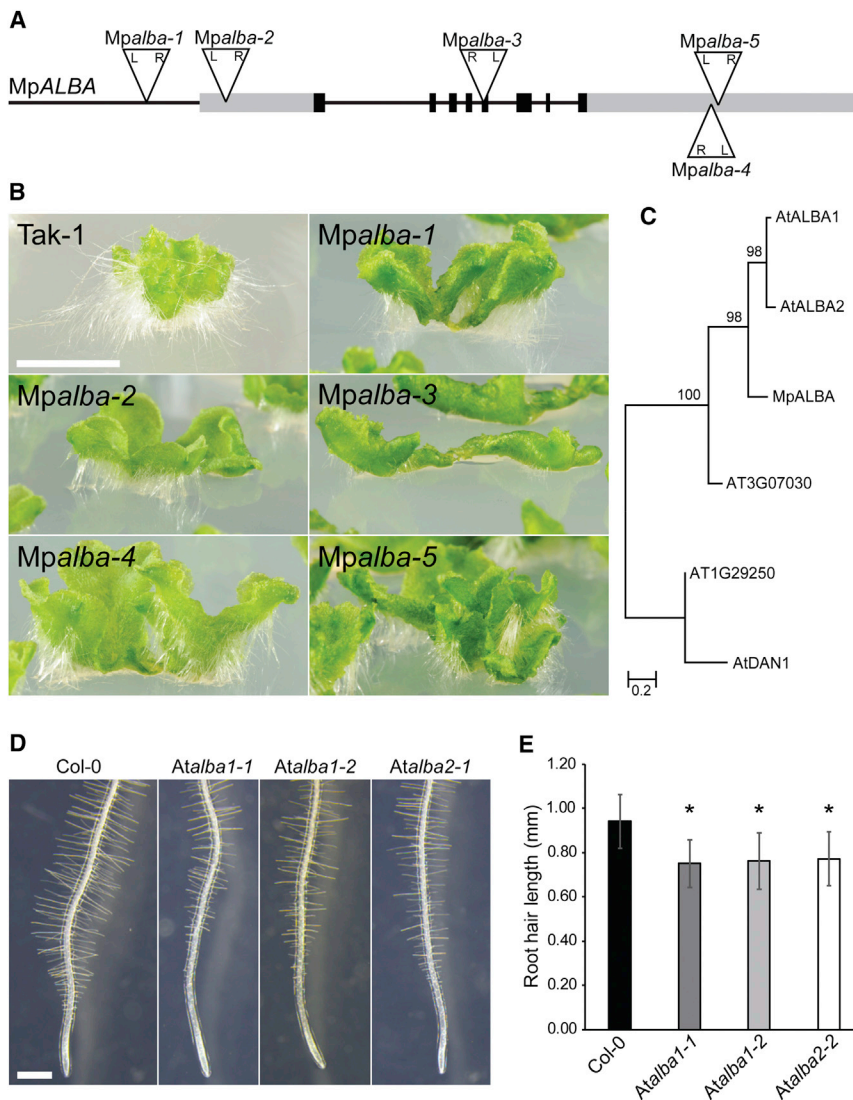 A
Mpalba-1 Mpalba-2 Mpalba-3 Mpalba-5
L R L R R L L R
MpALBA
R L
Mpalba-4
B
Tak-1 Mpalba-1
Mpalba-2 Mpalba-3
Mpalba-4 Mpalba-5
C
AtALBA1
98
AtALBA2
98
MpALBA
100
AT3G07030
AT1G29250
AtDAN1
0.2
D
Col-0 Atalba1-1 Atalba1-2 Atalba2-1
E
Root hair length (mm)
1.20
1.00
0.80
0.60
0.40
0.20
0.00
* * *
Col-0 Atalba1-1 Atalba1-2 Atalba2-2